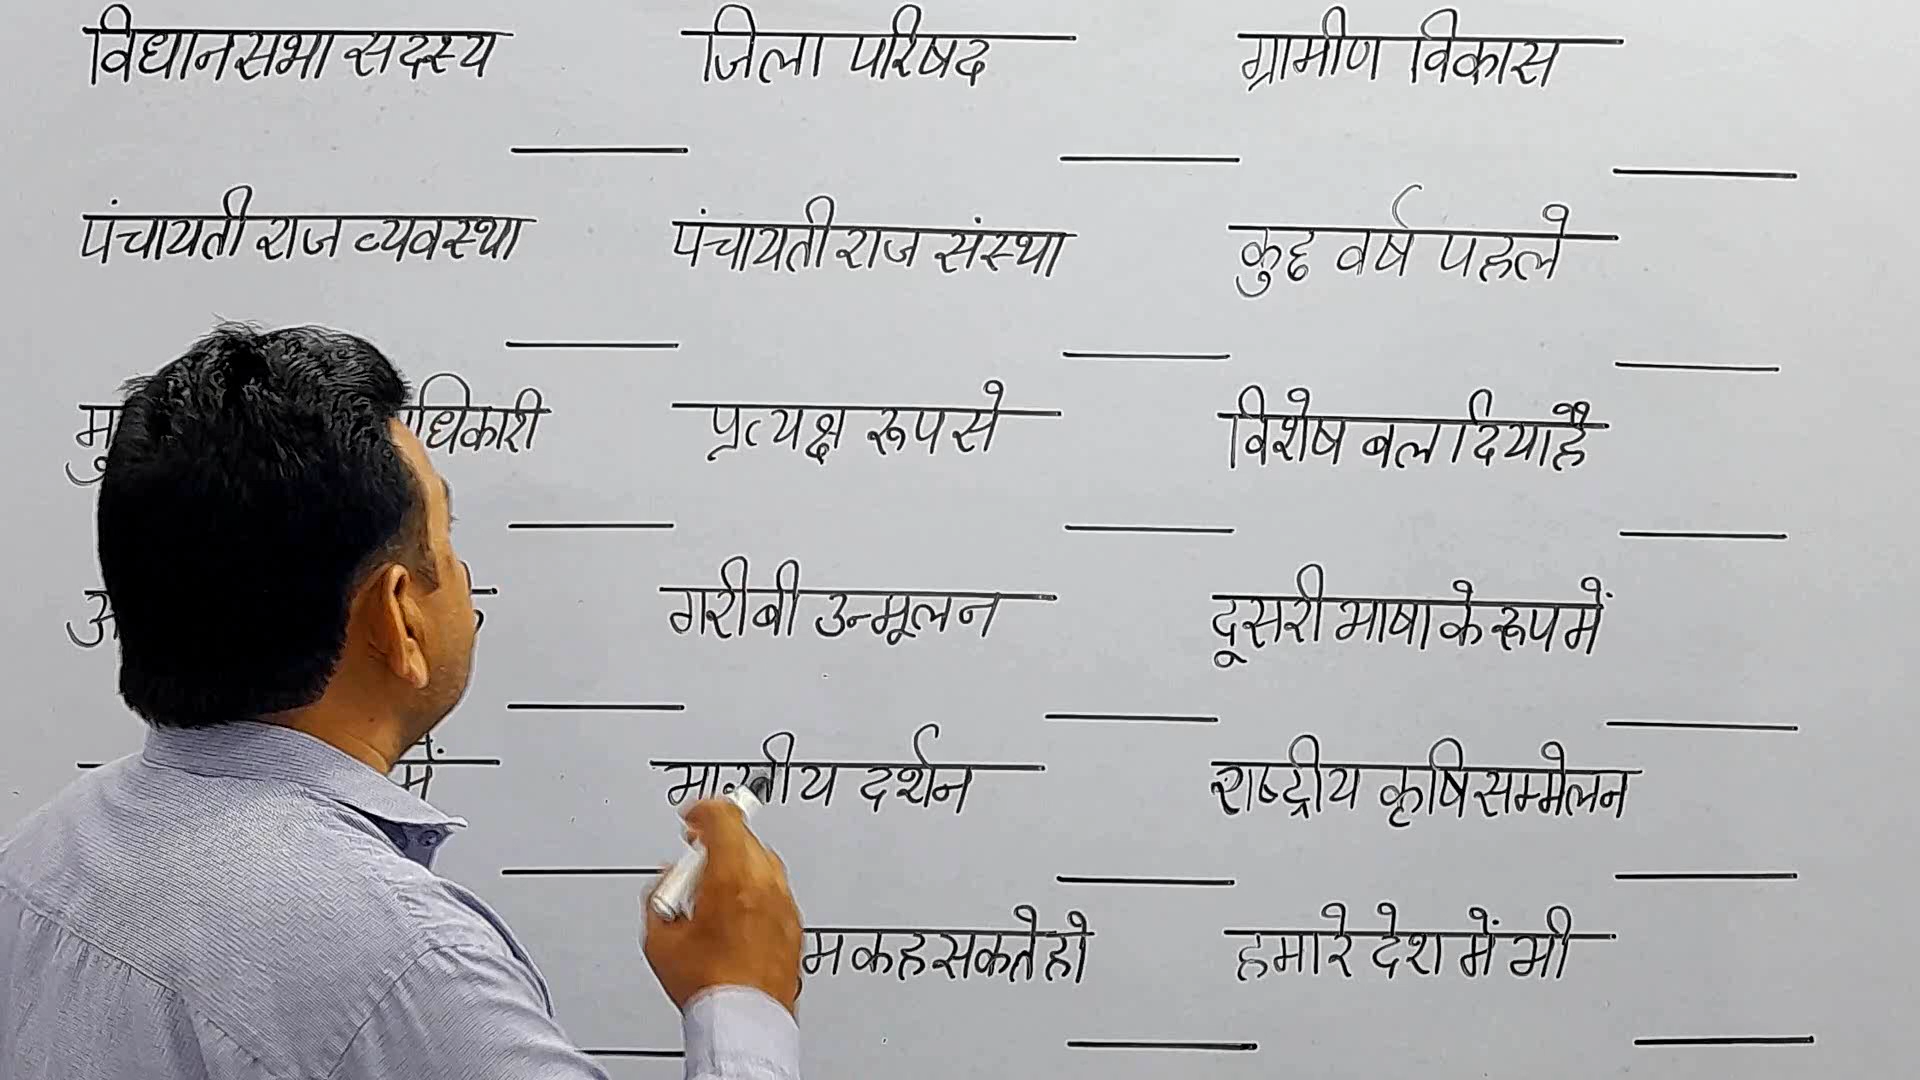 विधानसभा सदस्य
जिला परिषद
ग्रामीण विकास
पंचायती राज व्यवस्था
पंचायती राज संस्था
कुछ वर्ष पहले
प्रत्यक्ष रूप से
विशेष बल दिया है
गरीबी उन्मूलन
दूसरी भाषा के रूप में
में
भारतीय दर्शन
राष्ट्रीय कृषि सम्मेलन
कह सकते हो
हमारे देश में भी